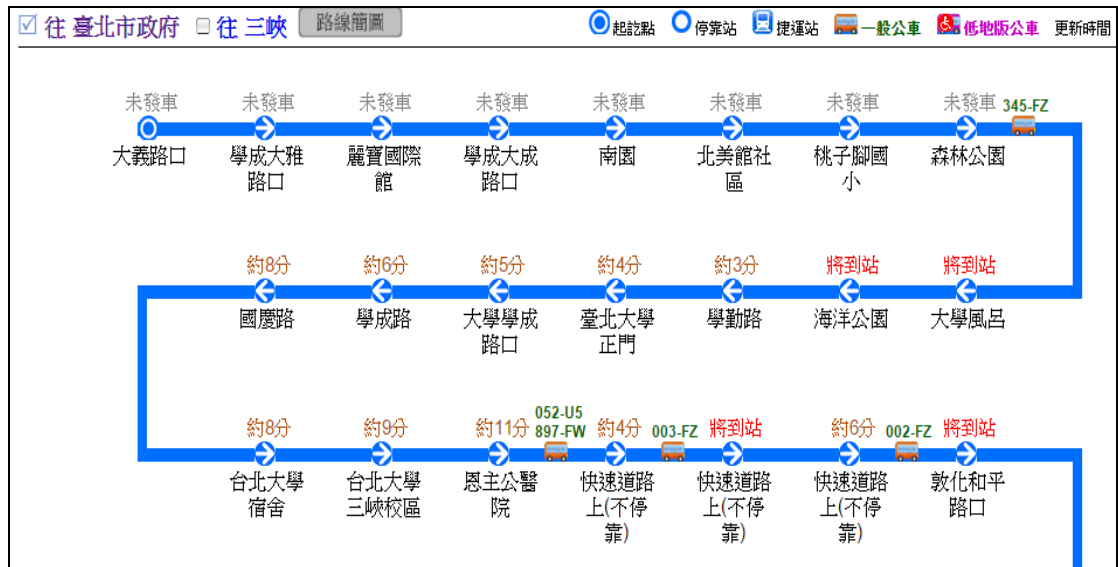 往 臺北市政府 往 三峽 路線簡圖 起訖點 停靠站 捷運站 一般公車 低地版公車 更新時間
未發車 未發車 未發車 未發車 未發車 未發車 未發車 未發車 345-FZ
大義路口 學成大雅 麗寶國際 學成大成 南園 北美館社 桃子腳國 森林公園
路口 館 路口 區 小
約8分 約6分 約5分 約4分 約3分 將到站 將到站
國慶路 學成路 大學學成 臺北大學 學勤路 海洋公園 大學風呂
路口 正門
052-U5
約8分 約9分 約11分 897-FW 約4分 003-FZ 將到站 約6分 002-FZ 將到站
台北大學 台北大學 恩主公醫 快速道路 快速道路 快速道路 敦化和平
宿舍 三峽校區 院 上(不停 上(不停 上(不停 路口
靠) 靠) 靠)